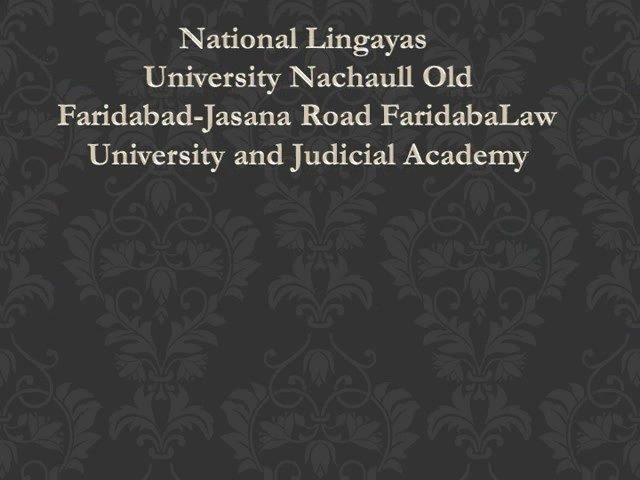 National Lingayas
University Nachaull Old
Faridabad-Jasana Road FaridabaLaw
University and Judicial Academy